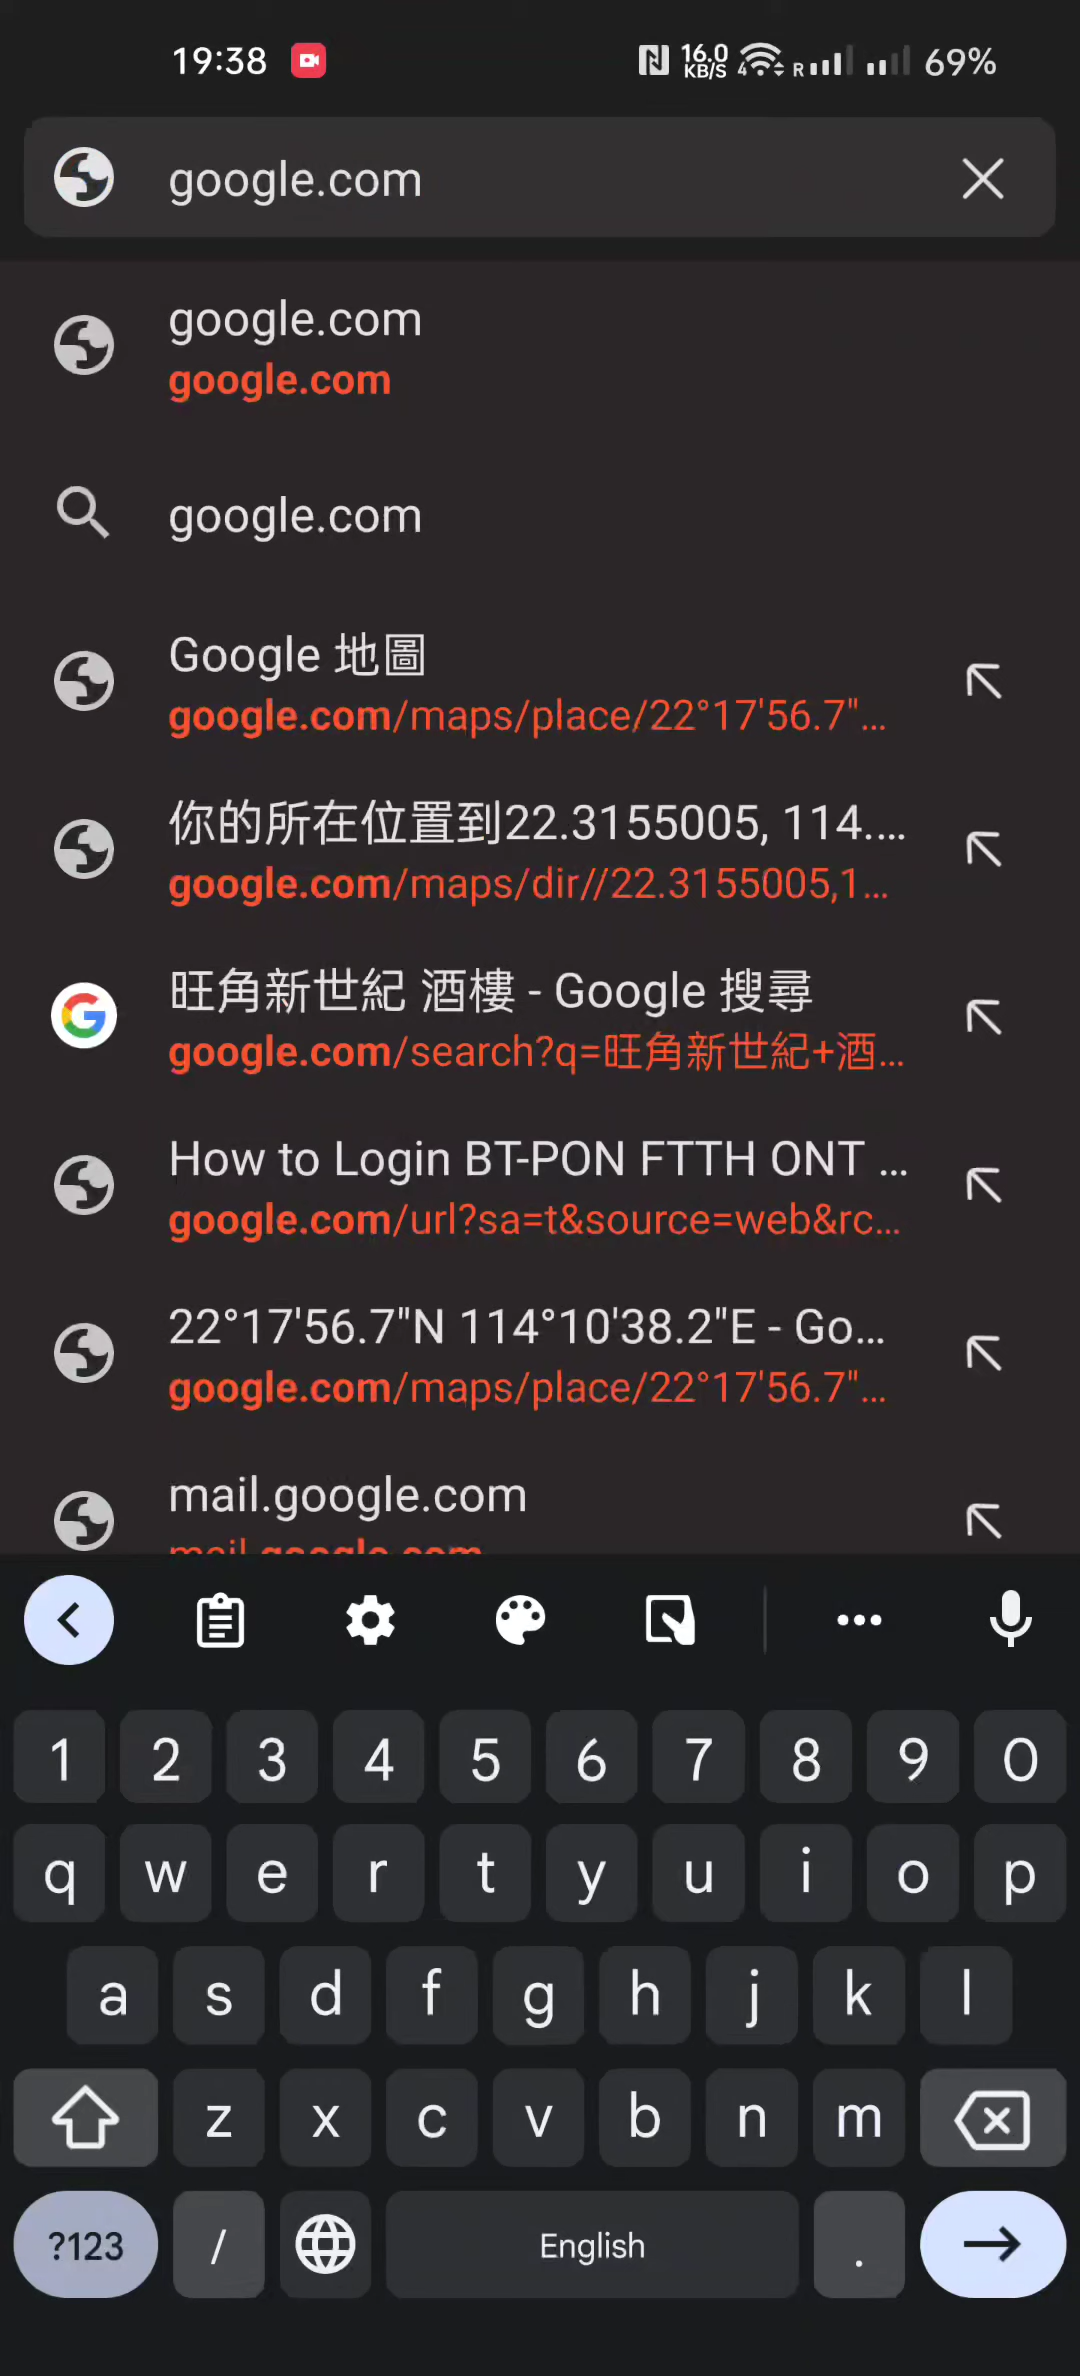 19:38 16.0 KB/S 4 R 69%
google.com
google.com
google.com
google.com
Google 地圖
google.com/maps/place/22°17'56.7"...
你的所在位置到22.3155005, 114....
google.com/maps/dir//22.3155005,1...
旺角新世紀 酒樓 - Google 搜尋
google.com/search?q=旺角新世紀+酒...
How to Login BT-PON FTTH ONT ...
google.com/url?sa=t&source=web&rc...
22°17'56.7"N 114°10'38.2"E - Go...
google.com/maps/place/22°17'56.7"...
mail.google.com
mail.google.com
1 2 3 4 5 6 7 8 9 0
q w e r t y u i o p
a s d f g h j k l
z x c v b n m
?123 / English .